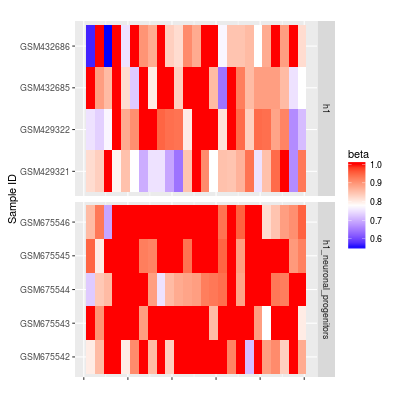 GSM432686
GSM432685
GSM429322
GSM429321
h1
GSM675546
GSM675545
GSM675544
GSM675543
GSM675542
h1_neuronal_progenitors
Sample ID
beta
1.0
0.9
0.8
0.7
0.6